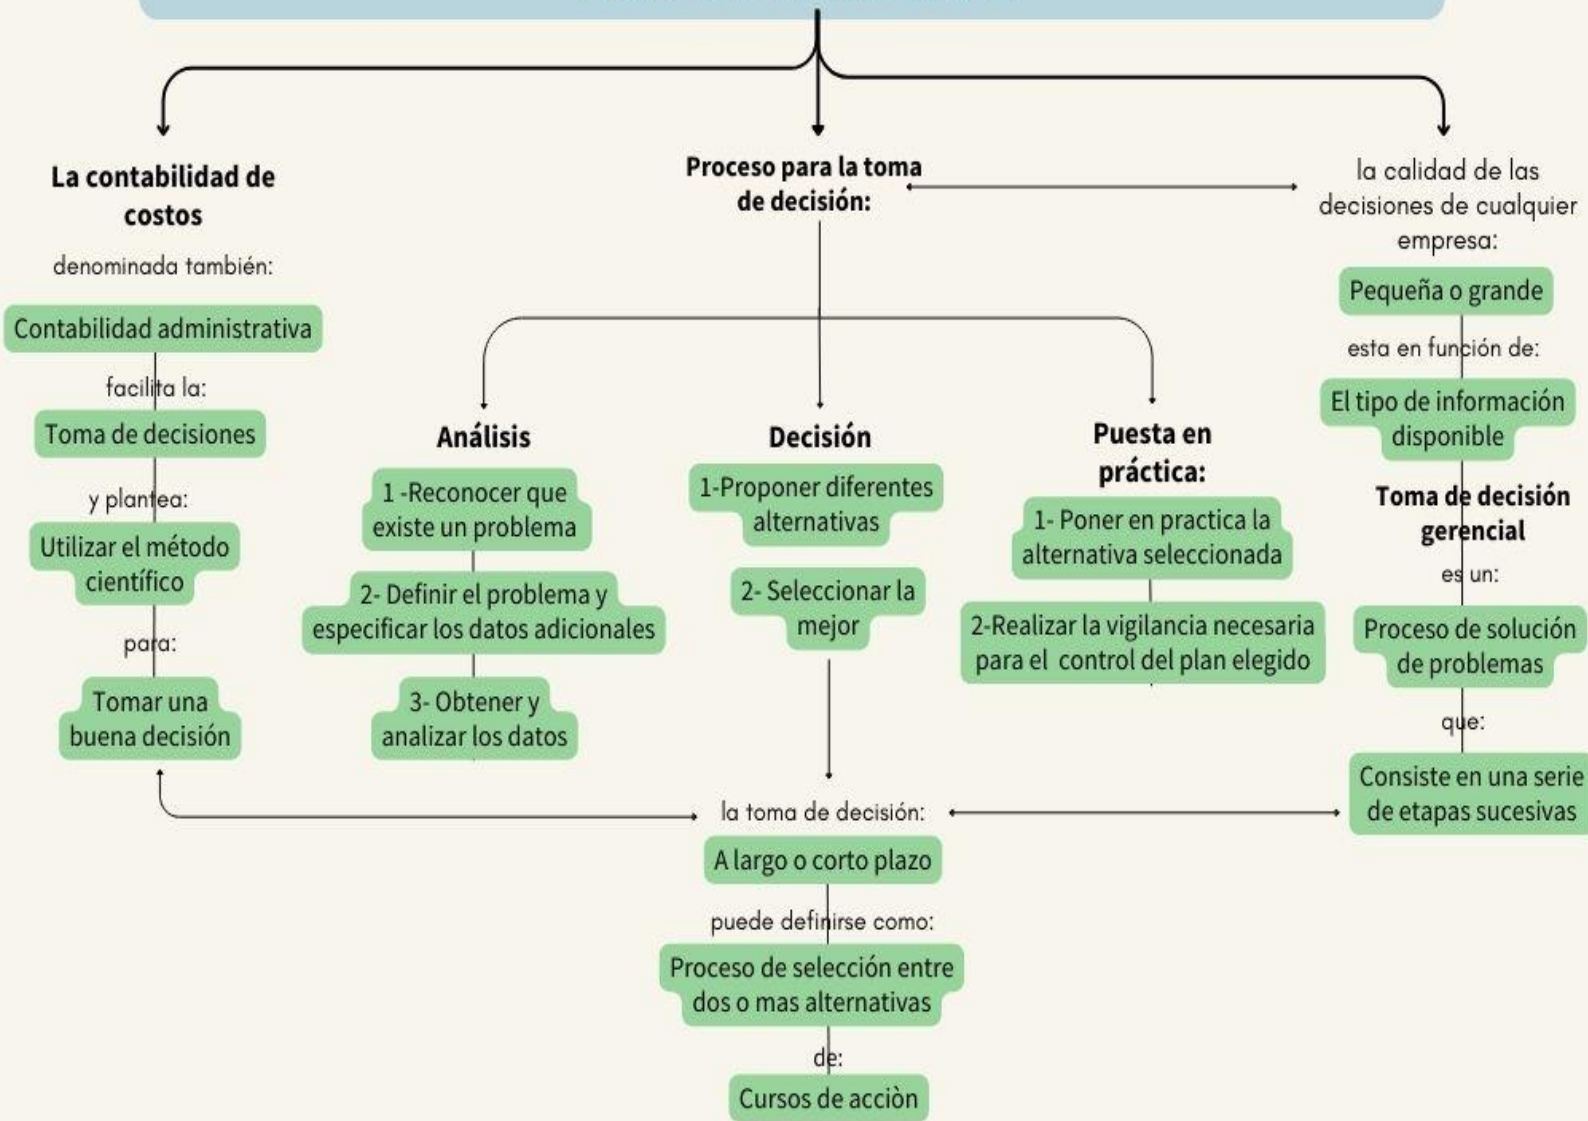 La contabilidad de
costos
denominada también:
Contabilidad administrativa
facilita la:
Toma de decisiones
y plantea:
Utilizar el método
científico
para:
Tomar una
buena decisión
Proceso para la toma
de decisión:
Análisis
1 -Reconocer que
existe un problema
2- Definir el problema y
especificar los datos adicionales
3- Obtener y
analizar los datos
Decisión
1-Proponer diferentes
alternativas
2- Seleccionar la
mejor
Puesta en
práctica:
1- Poner en practica la
alternativa seleccionada
2-Realizar la vigilancia necesaria
para el control del plan elegido
la toma de decisión:
A largo o corto plazo
puede definirse como:
Proceso de selección entre
dos o mas alternativas
de:
Cursos de acciòn
la calidad de las
decisiones de cualquier
empresa:
Pequeña o grande
esta en función de:
El tipo de información
disponible
Toma de decisión
gerencial
es un:
Proceso de solución
de problemas
que:
Consiste en una serie
de etapas sucesivas